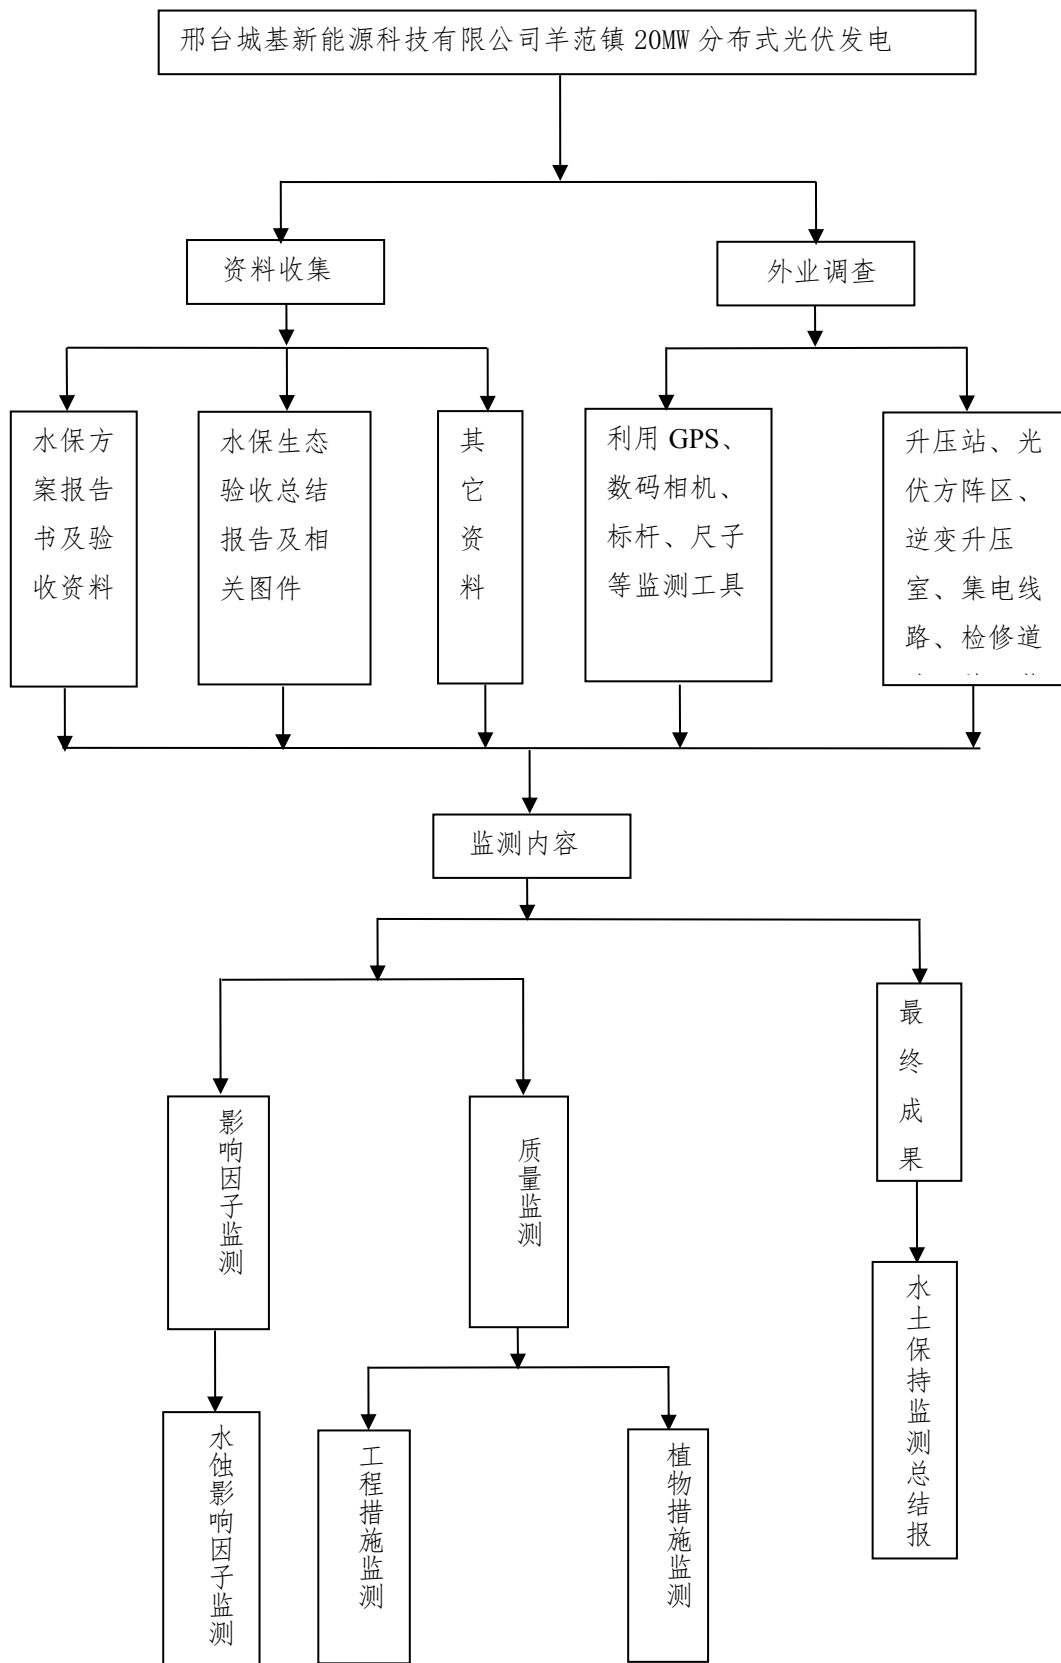 邢台城基新能源科技有限公司羊范镇 20MW 分布式光伏发电
资料收集
外业调查
水保方
案报告
书及验
收资料
水保生态
验收总结
报告及相
关图件
其
它
资
料
利用 GPS、
数码相机、
标杆、尺子
等监测工具
升压站、光
伏方阵区、
逆变升压
室、集电线
路、检修道
监测内容
影响因子监测
质量监测
最
终
成
果
水蚀影响因子监测
工程措施监测
植物措施监测
水土保持监测总结报